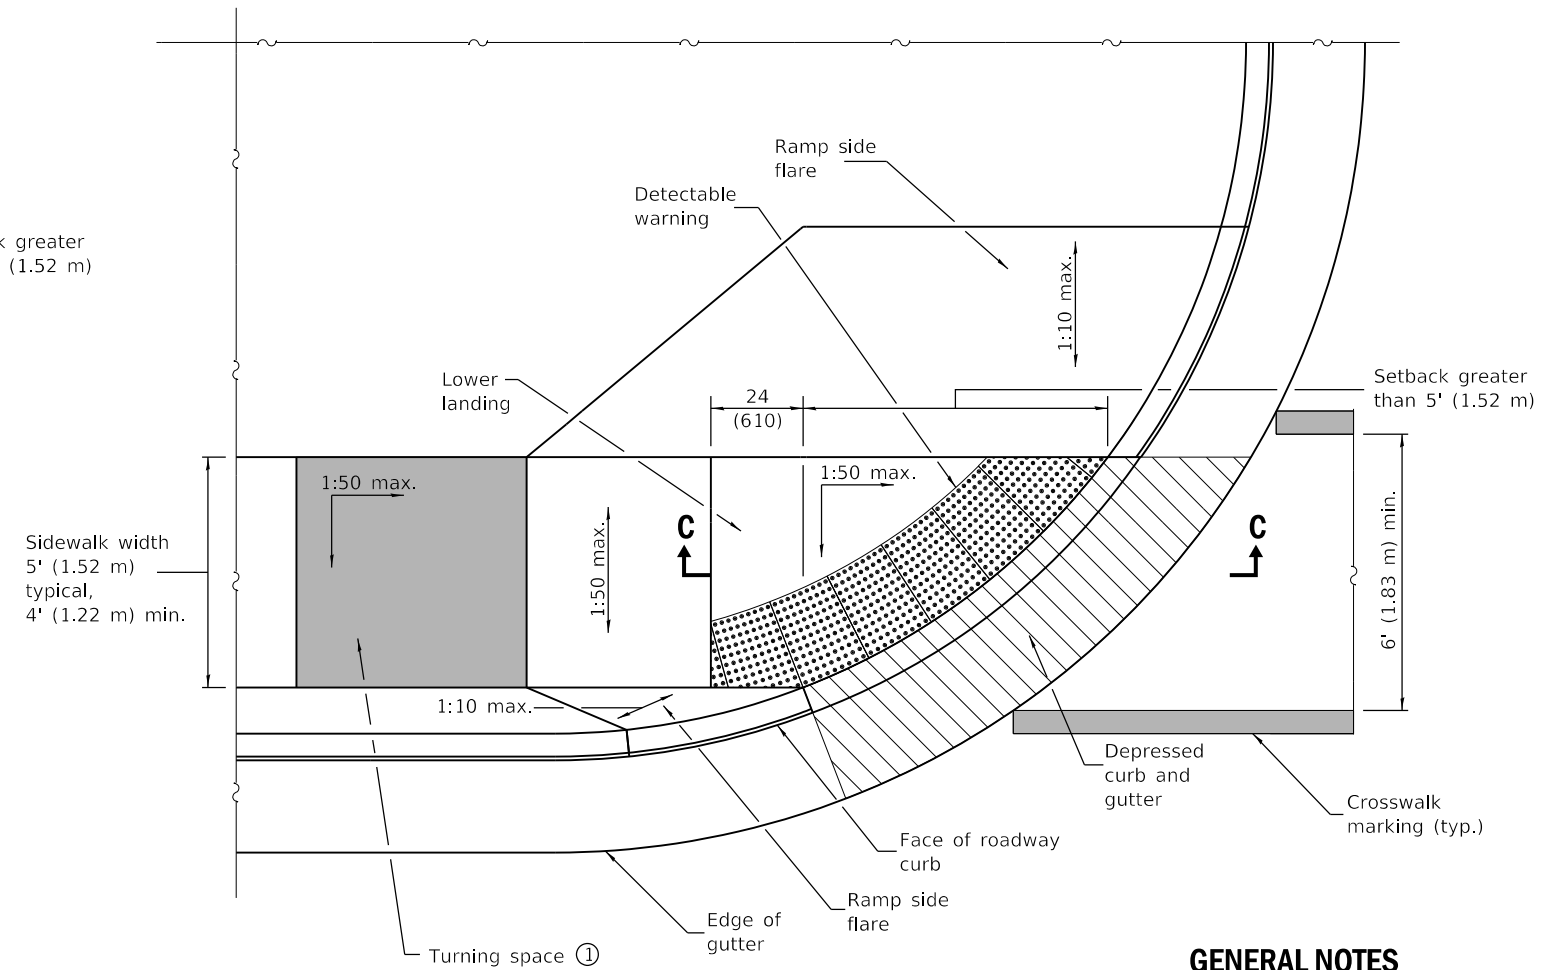 Ramp side
flare
Detectable
warning
k greater
(1.52 m)
1:10 max.
Lower
landing
24
(610)
Setback greater
than 5' (1.52 m)
1:50 max.
1:50 max.
Sidewalk width
5' (1.52 m)
typical,
4' (1.22 m) min.
1:50 max.
C
C
6' (1.83 m) min.
1:10 max.
Depressed
curb and
gutter
Crosswalk
marking (typ.)
Face of roadway
curb
Ramp side
flare
Edge of
gutter
Turning space ①
GENERAL NOTES